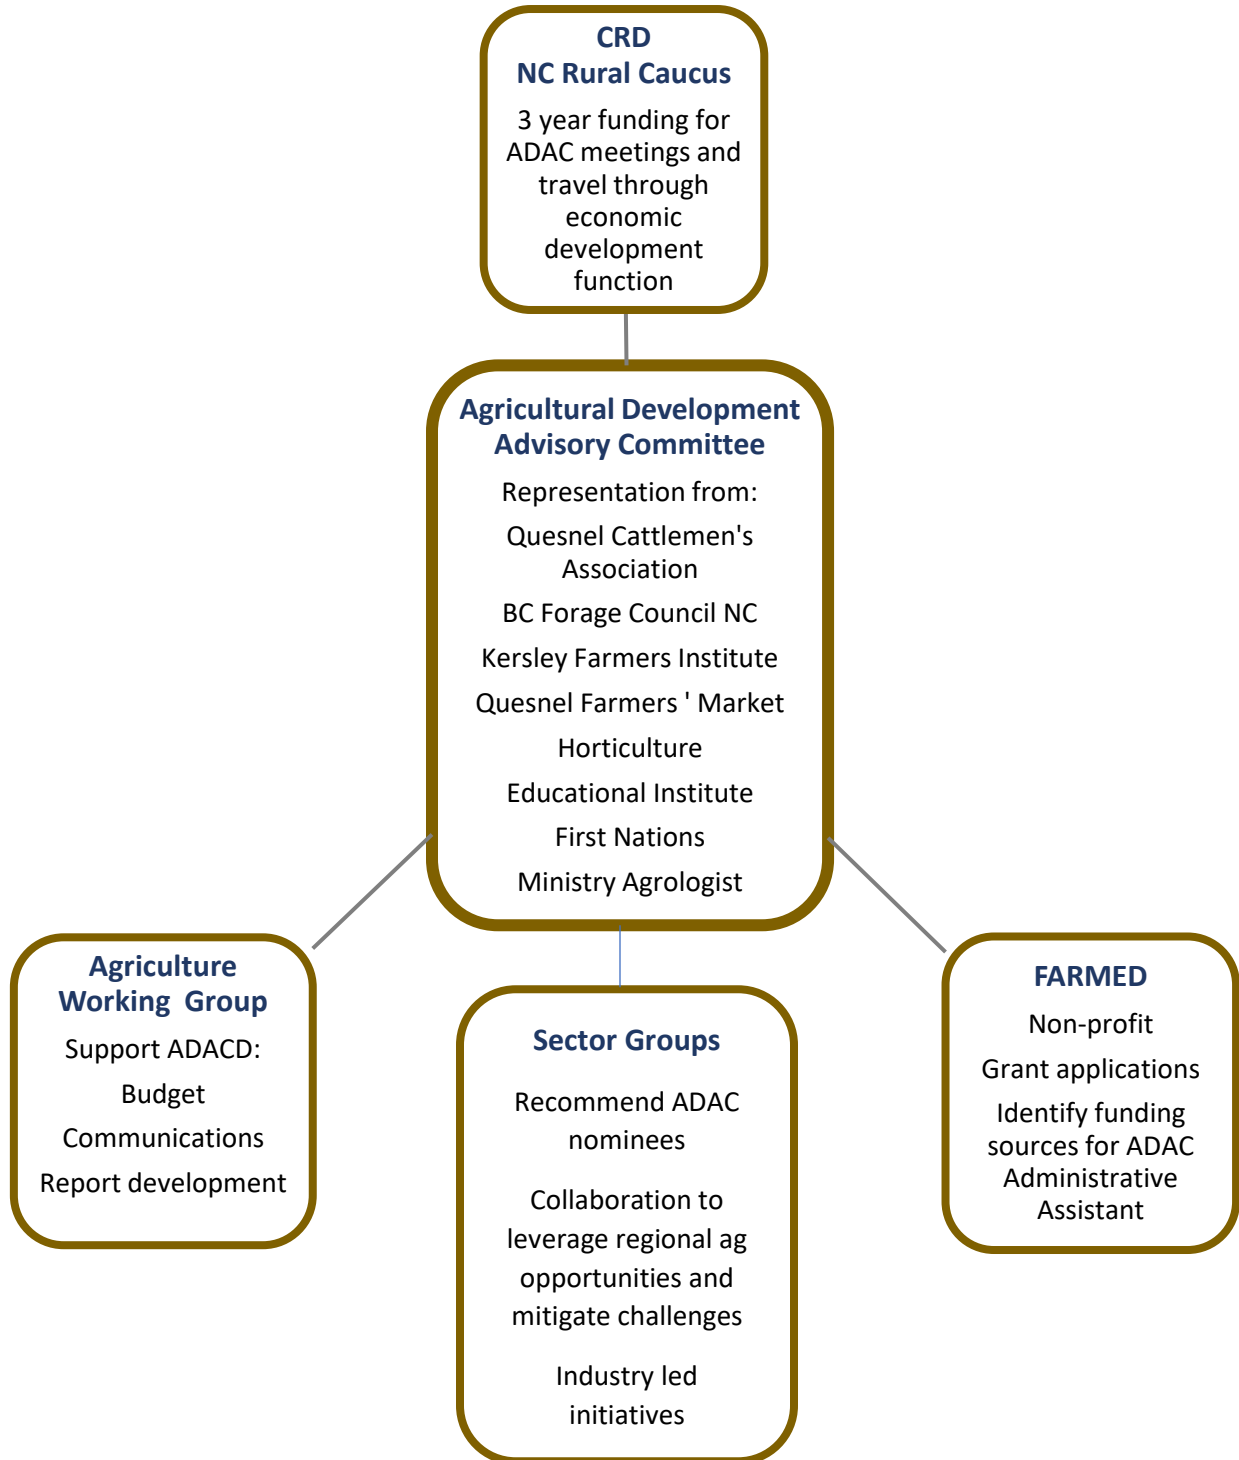 CRD
NC Rural Caucus
3 year funding for
ADAC meetings and
travel through
economic
development
function
Agricultural Development
Advisory Committee
Representation from:
Quesnel Cattlemen's
Association
BC Forage Council NC
Kersley Farmers Institute
Quesnel Farmers ' Market
Horticulture
Educational Institute
First Nations
Ministry Agrologist
Agriculture
Working Group
Support ADACD:
Budget
Communications
Report development
Sector Groups
Recommend ADAC
nominees
Collaboration to
leverage regional ag
opportunities and
mitigate challenges
Industry led
initiatives
FARMED
Non-profit
Grant applications
Identify funding
sources for ADAC
Administrative
Assistant